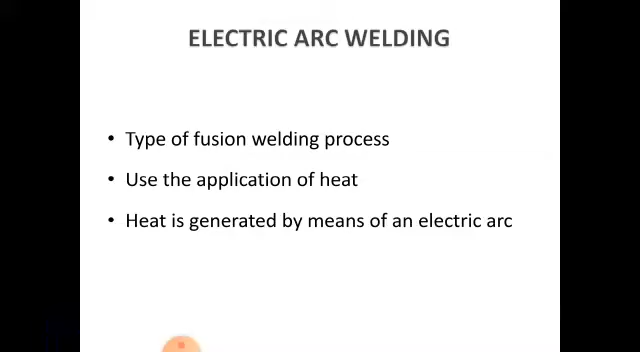 ELECTRIC ARC WELDING
• Type of fusion welding process
• Use the application of heat
• Heat is generated by means of an electric arc